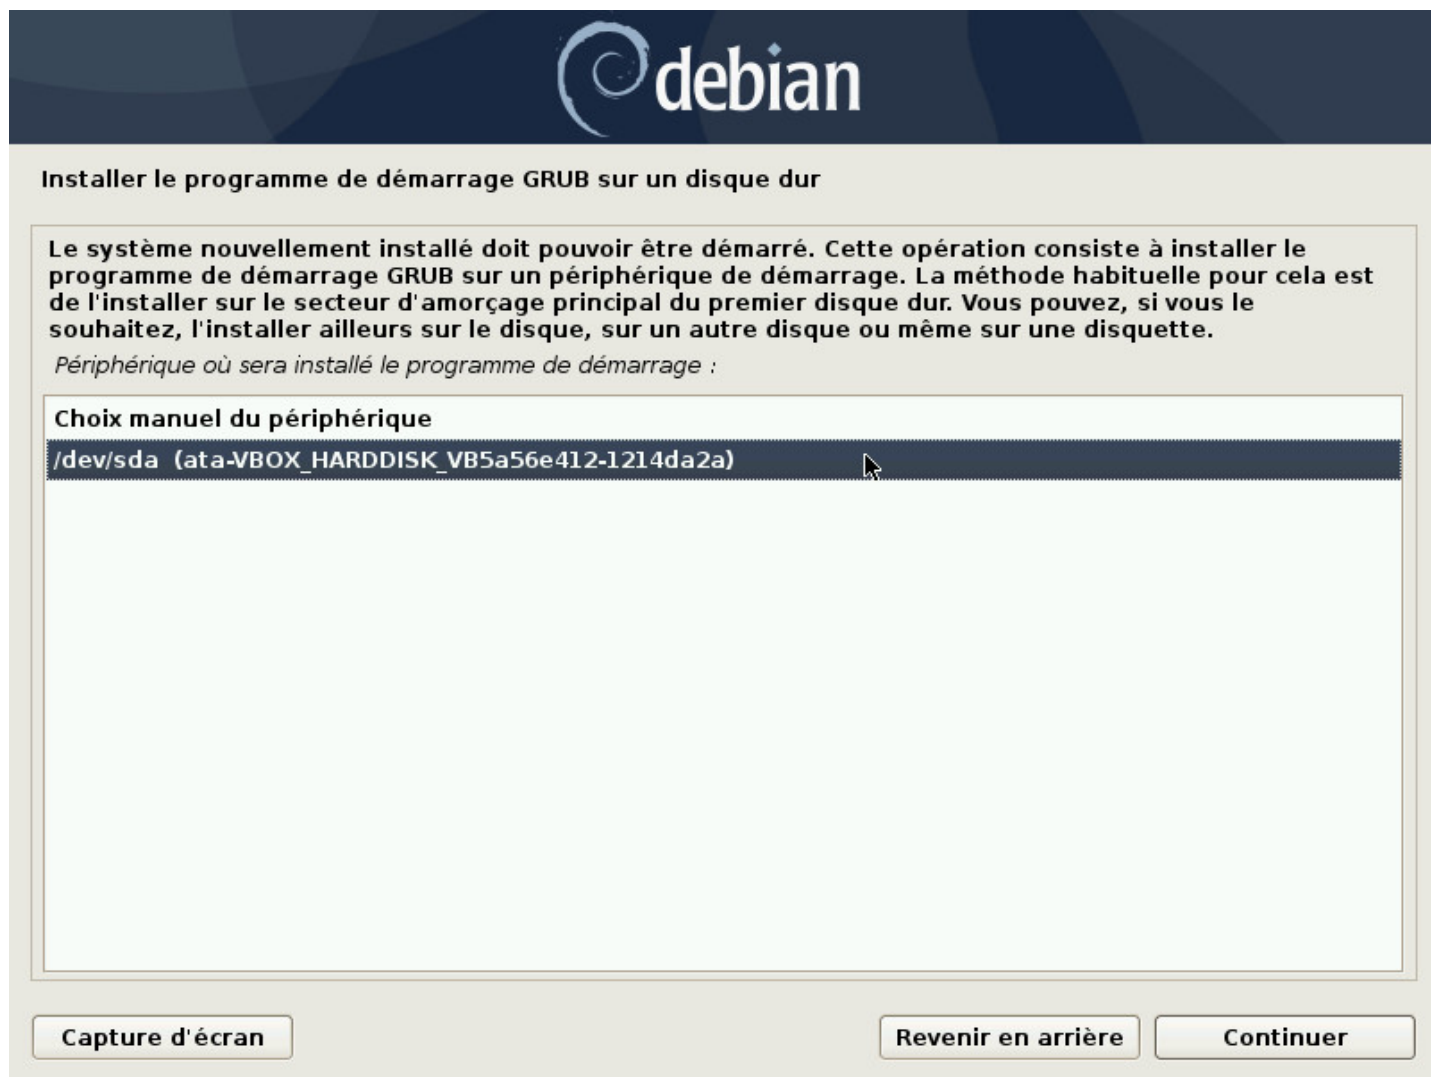 debian
Installer le programme de démarrage GRUB sur un disque dur
Le système nouvellement installé doit pouvoir être démarré. Cette opération consiste à installer le
programme de démarrage GRUB sur un périphérique de démarrage. La méthode habituelle pour cela est
de l'installer sur le secteur d'amorçage principal du premier disque dur. Vous pouvez, si vous le
souhaitez, l'installer ailleurs sur le disque, sur un autre disque ou même sur une disquette.
Périphérique où sera installé le programme de démarrage :
Choix manuel du périphérique
/dev/sda (ata-VBOX_HARDDISK_VB5a56e412-1214da2a)
Capture d'écran
Revenir en arrière
Continuer